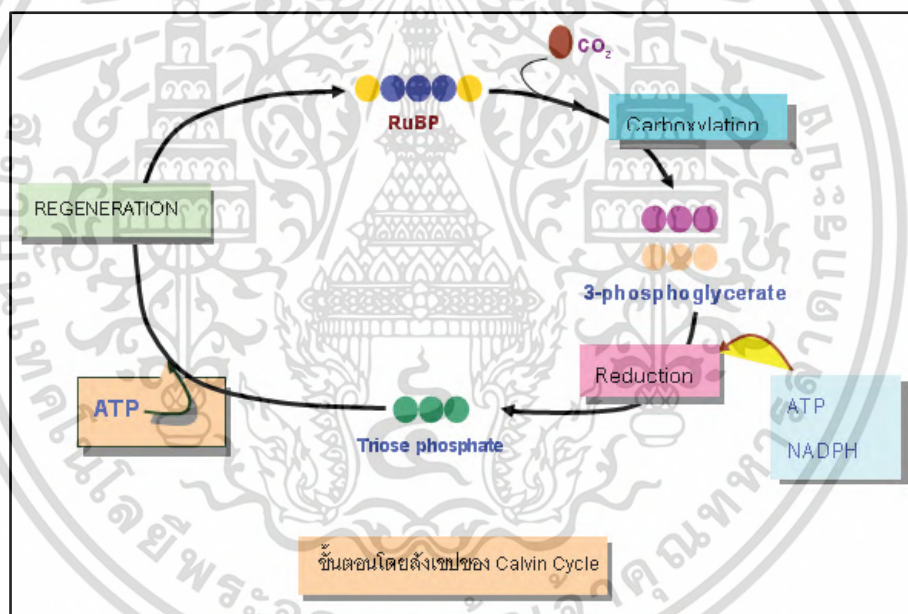 CO2
RuBP
Carboxylation
REGENERATION
3-phosphoglycerate
Reduction
ATP
NADPH
ATP
Triose phosphate
ขั้นตอนโดยสังเขปของ Calvin Cycle